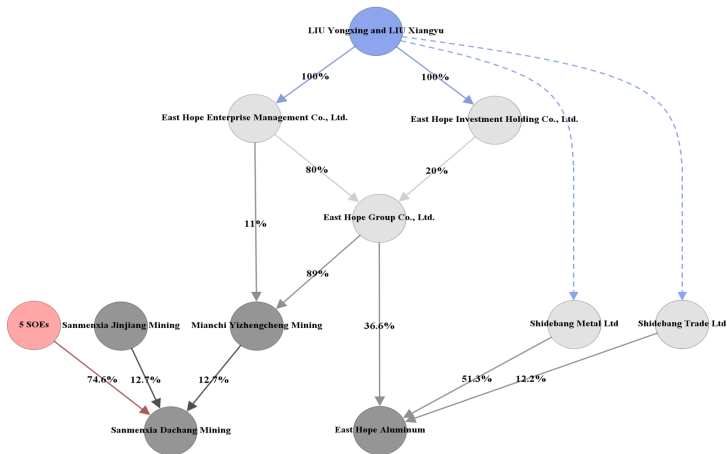 LIU Yongxing and LIU Xiangyu
100%
100%
East Hope Enterprise Management Co., Ltd.
East Hope Investment Holding Co., Ltd.
80%
20%
East Hope Group Co., Ltd.
11%
89%
5 SOEs
Sanmenxia Jinjiang Mining
Mianchi Yizhengcheng Mining
36.6%
Shidebang Metal Ltd
Shidebang Trade Ltd
74.6%
12.7%
12.7%
51.3%
12.2%
Sanmenxia Dachang Mining
East Hope Aluminum